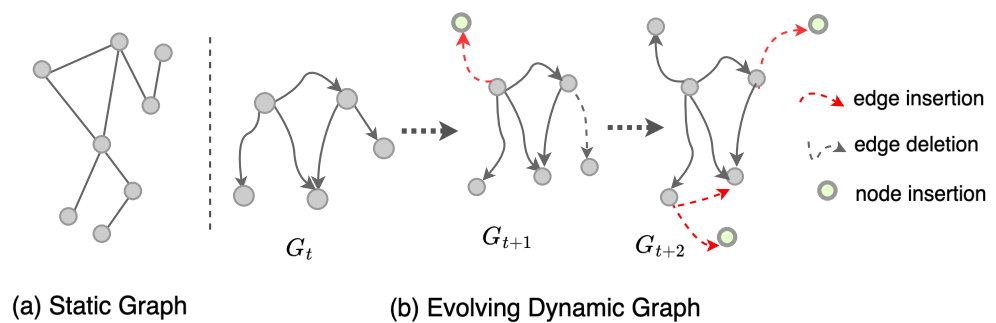 edge insertion
edge deletion
node insertion
G_t
G_{t+1}
G_{t+2}
(a) Static Graph
(b) Evolving Dynamic Graph